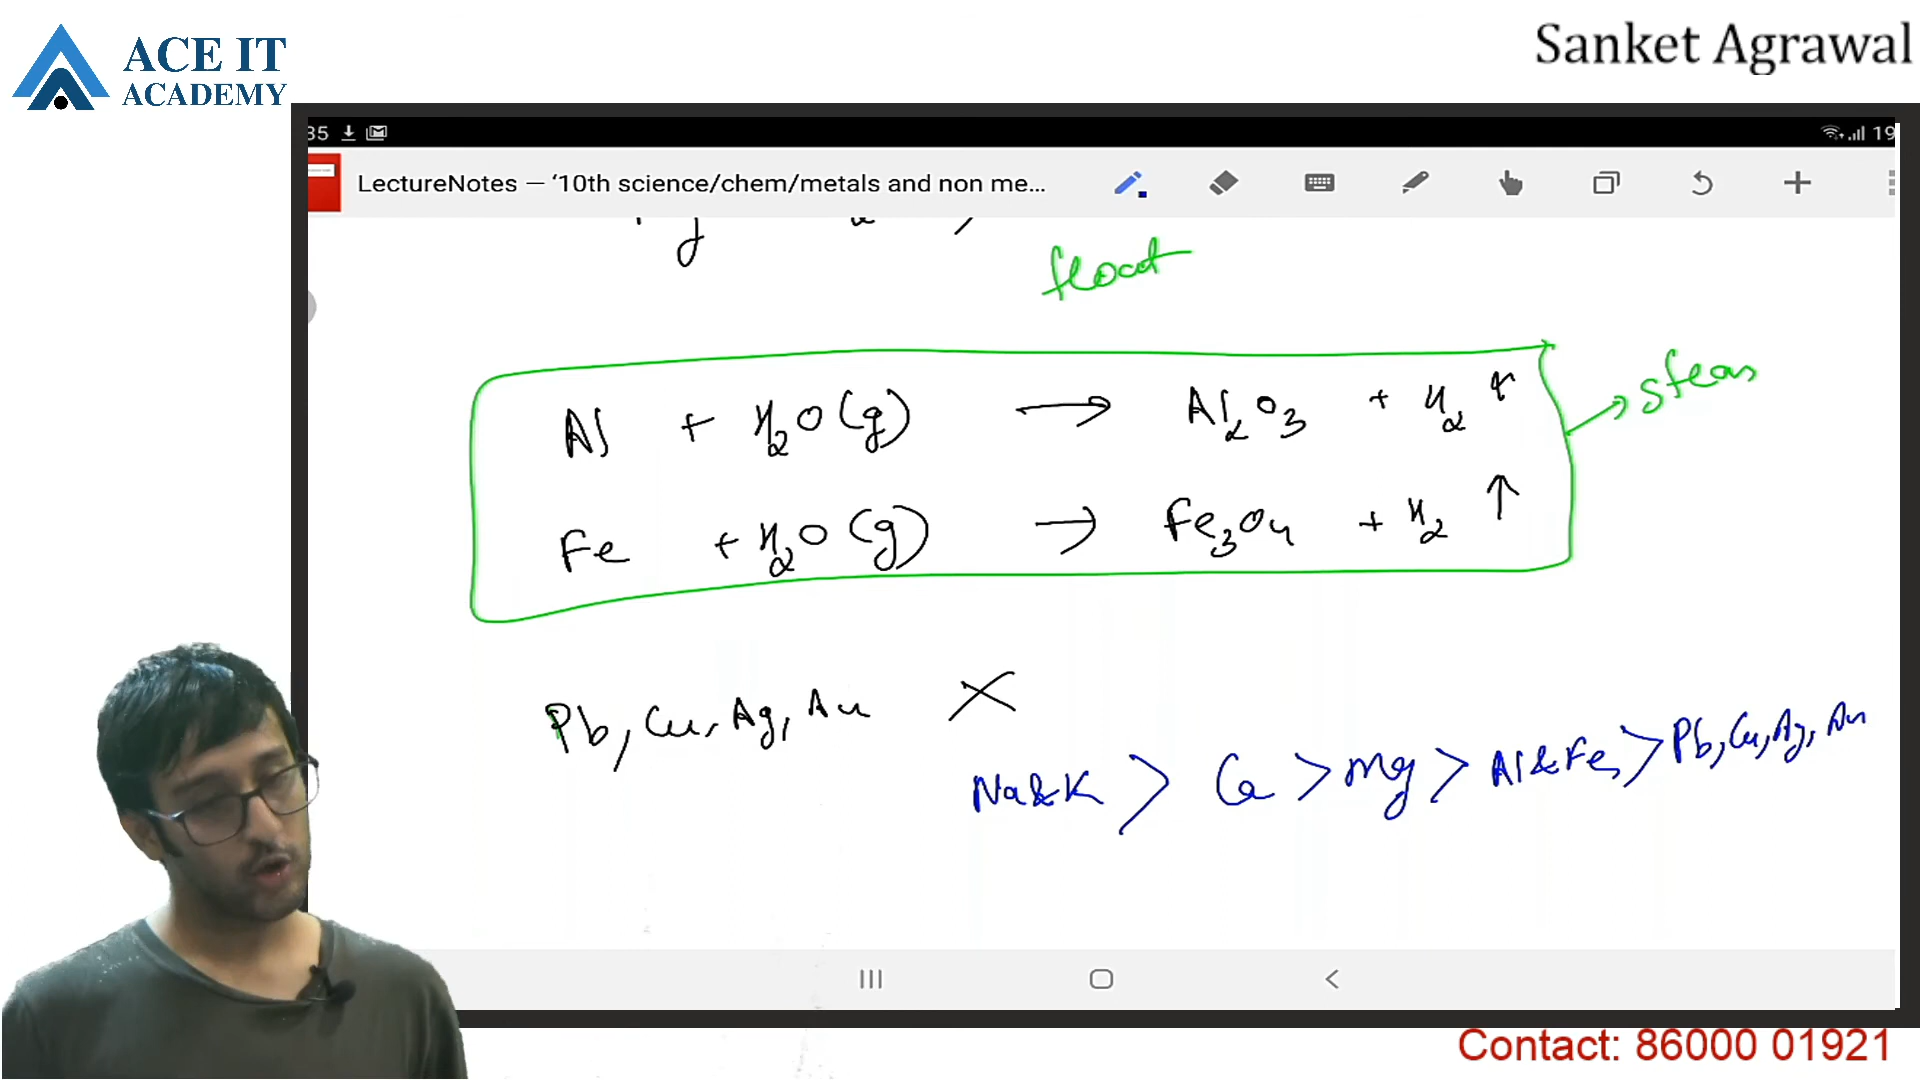 ACE IT
ACADEMY
Sanket Agrawal
35
19
LectureNotes — ‘10th science/chem/metals and non me...
float
Al + H2O (g) → Al2O3 + H2 ↑
→ steam
Fe + H2O (g) → Fe3O4 + H2 ↑
Pb, Cu, Ag, Au ×
Na & K > Ca > Mg > Al & Fe > Pb, Cu, Ag, Au
Contact: 86000 01921